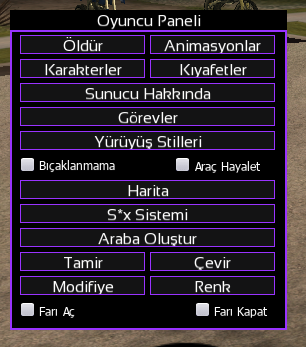 Oyuncu Paneli
Öldür Animasyonlar
Karakterler Kıyafetler
Sunucu Hakkında
Görevler
Yürüyüş Stilleri
Bıçaklanmama Araç Hayalet
Harita
S*x Sistemi
Araba Oluştur
Tamir Çevir
Modifiye Renk
Farı Aç Farı Kapat